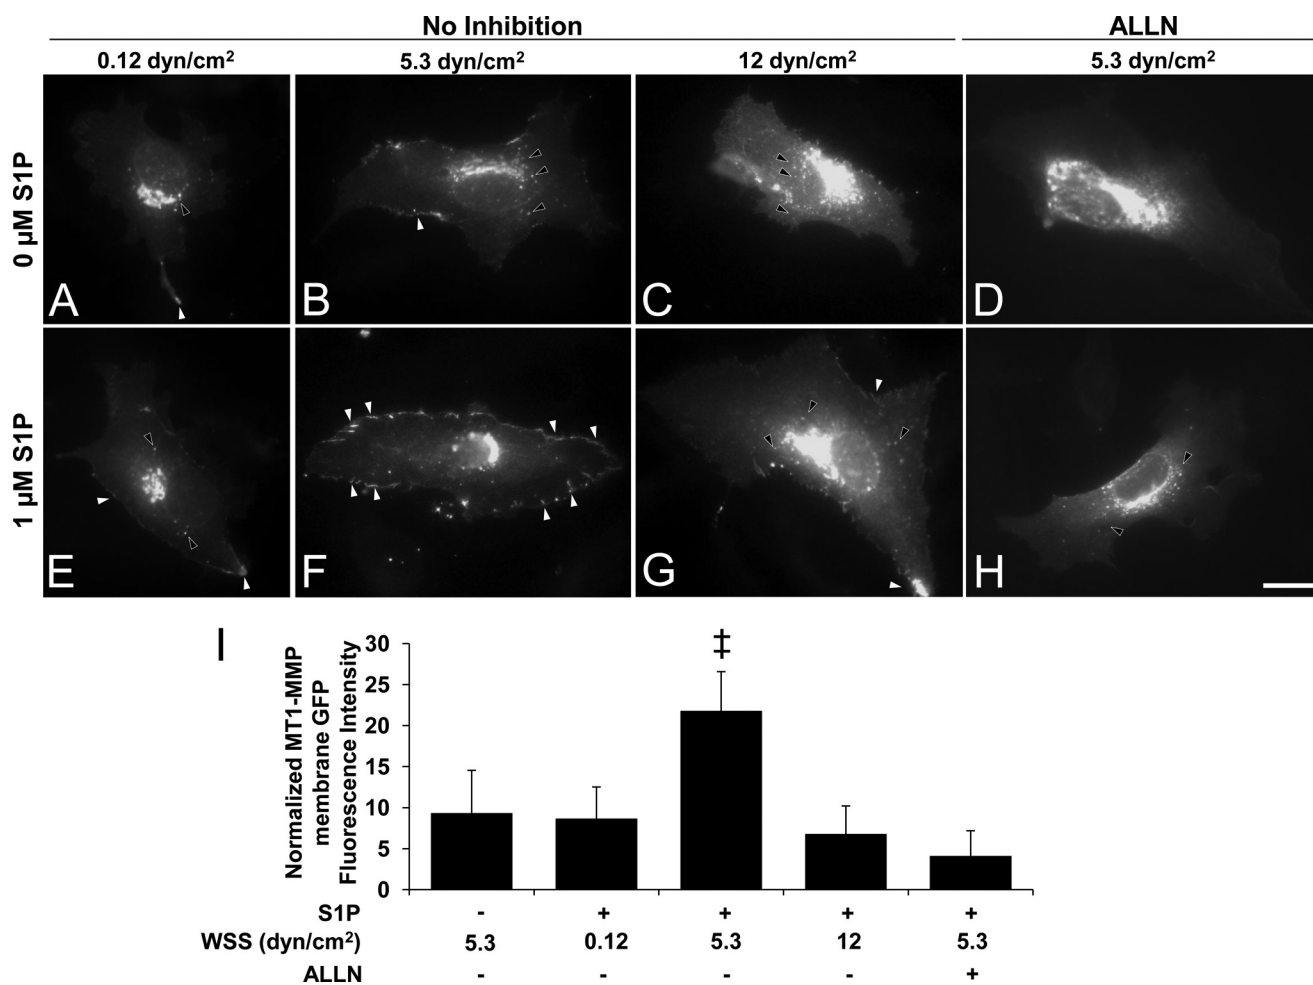 No Inhibition ALLN
0.12 dyn/cm² 5.3 dyn/cm² 12 dyn/cm² 5.3 dyn/cm²
0 µM S1P
A B C D
1 µM S1P
E F G H
I
Normalized MT1-MMP
membrane GFP
Fluorescence Intensity
30
25
20
15
10
5
0
‡
S1P - + + + +
WSS (dyn/cm²) 5.3 0.12 5.3 12 5.3
ALLN - - - - +